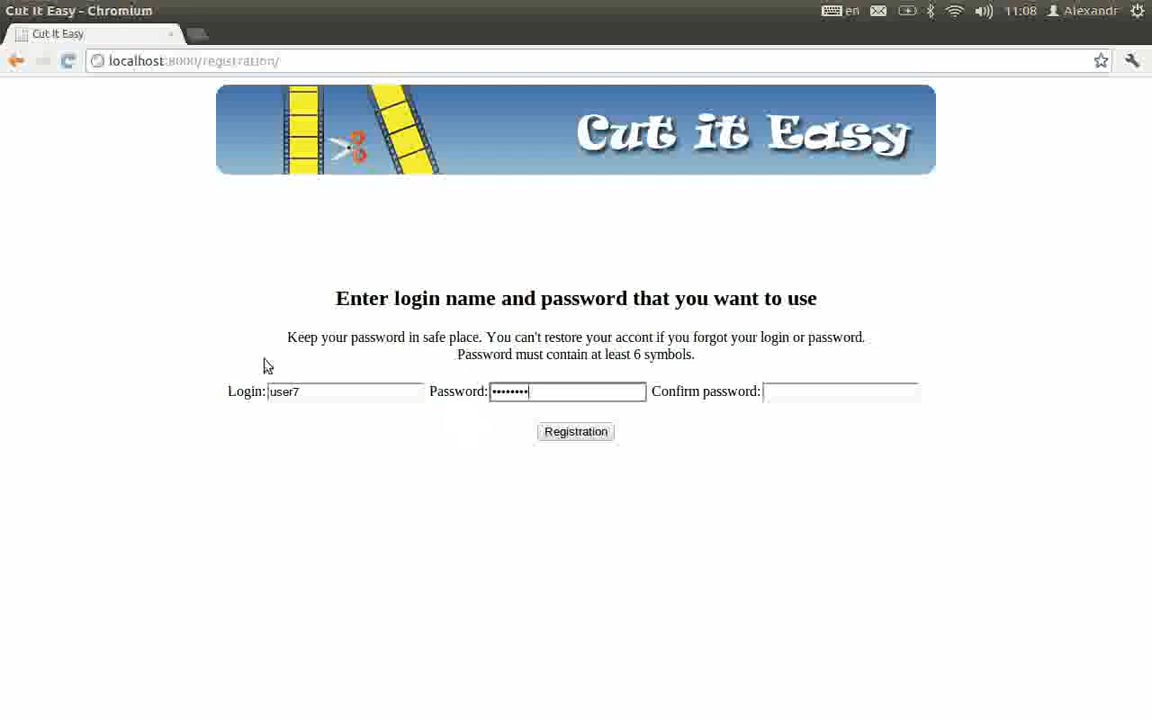 Cut It Easy - Chromium
en
11:08
Alexandr
Cut It Easy
localhost:8000/registration/
Cut it Easy
Enter login name and password that you want to use
Keep your password in safe place. You can't restore your accont if you forgot your login or password.
Password must contain at least 6 symbols.
Login: user7 Password: •••••••• Confirm password:
Registration